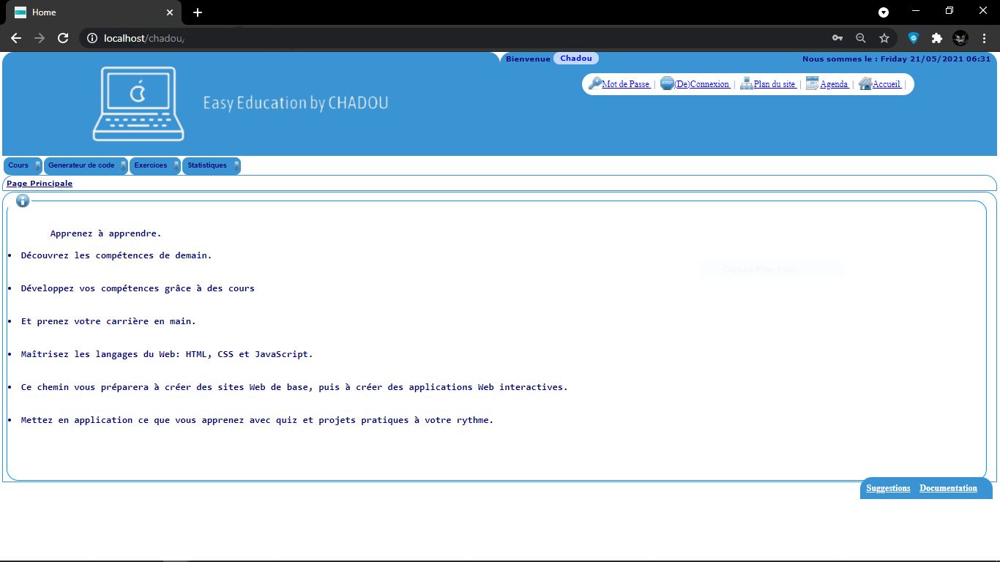 Home
localhost/chadou/
Bienvenue Chadou
Nous sommes le : Friday 21/05/2021 06:31
Easy Education by CHADOU
Mot de Passe | (De)Connexion | Plan du site | Agenda | Accueil |
STOP
Cours Generateur de code Exercices Statistiques
Page Principale
Apprenez à apprendre.
• Découvrez les compétences de demain.
• Développez vos compétences grâce à des cours
• Et prenez votre carrière en main.
• Maîtrisez les langages du Web: HTML, CSS et JavaScript.
• Ce chemin vous préparera à créer des sites Web de base, puis à créer des applications Web interactives.
• Mettez en application ce que vous apprenez avec quiz et projets pratiques à votre rythme.
Suggestions Documentation